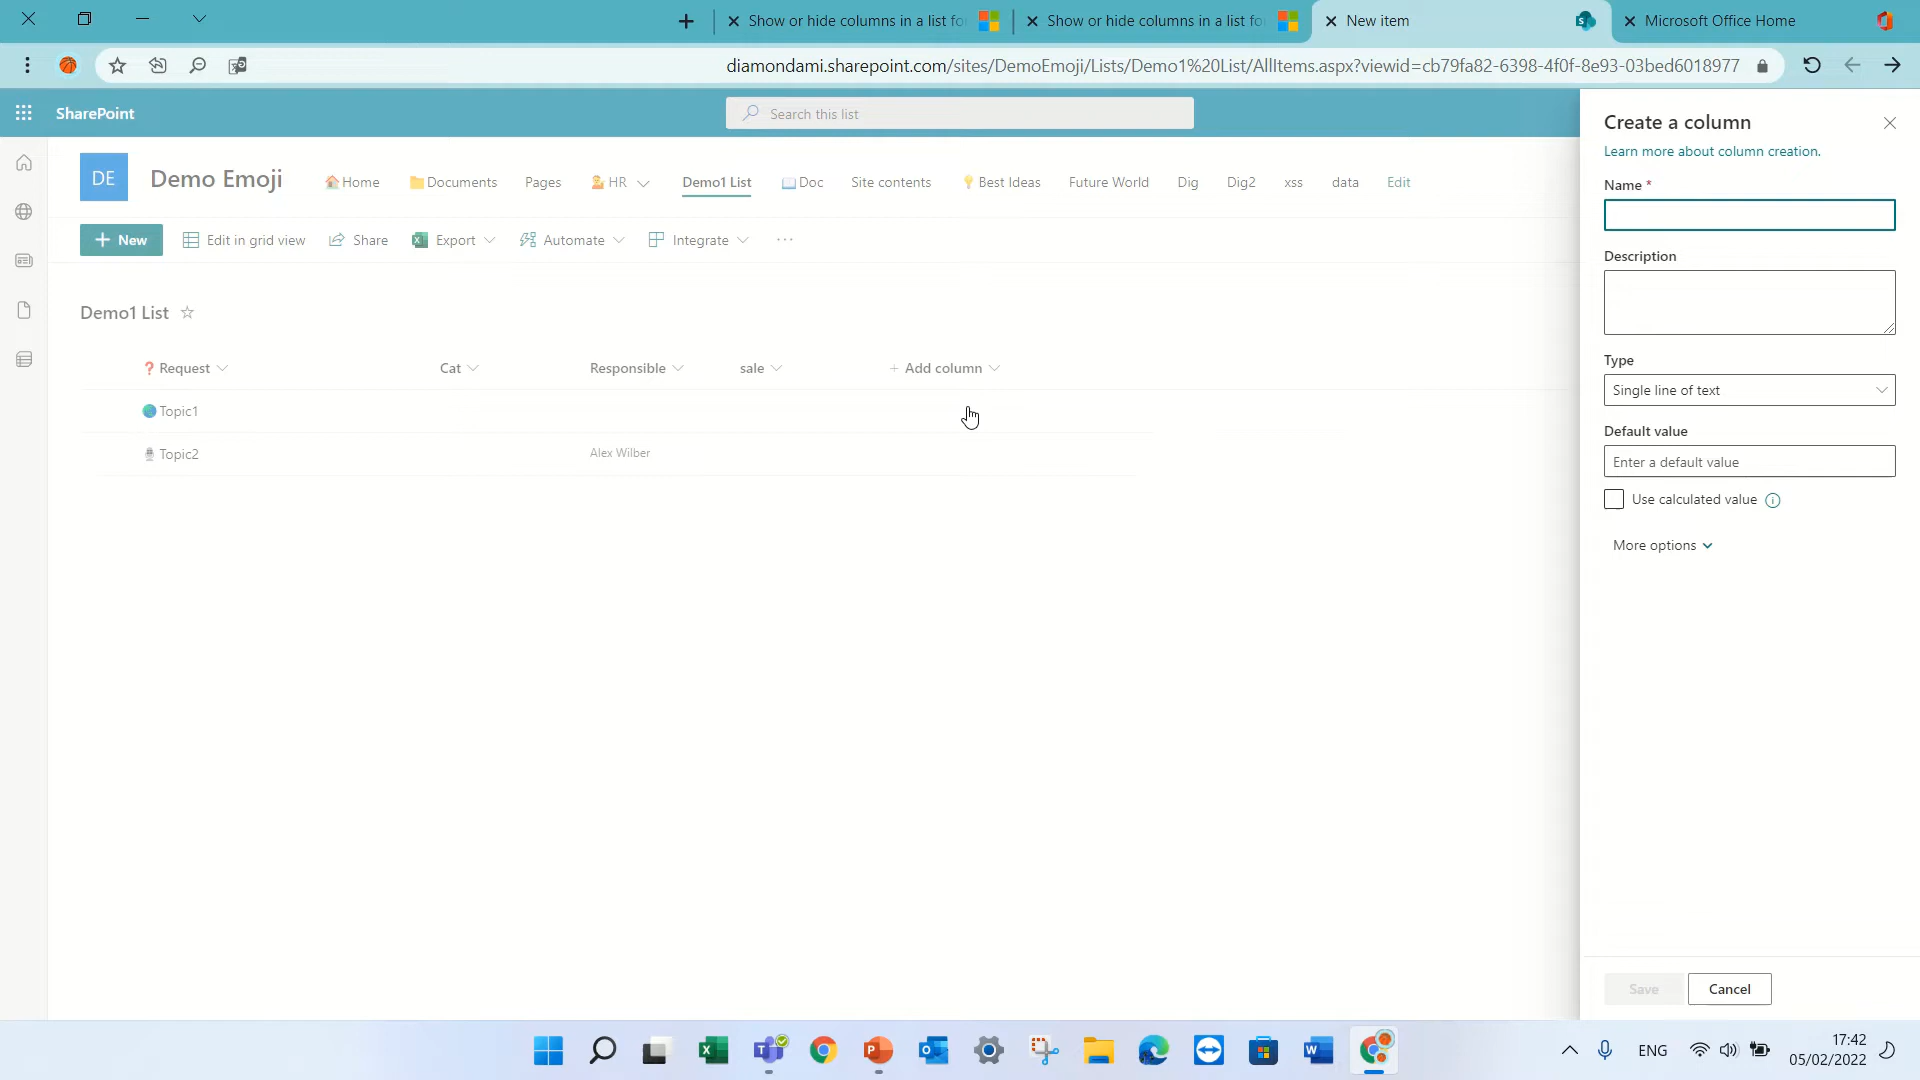 Show or hide columns in a list fo
Show or hide columns in a list fo
New item
Microsoft Office Home
diamondami.sharepoint.com/sites/DemoEmoji/Lists/Demo1%20List/AllItems.aspx?viewid=cb79fa82-6398-4f0f-8e93-03bed6018977
SharePoint
Search this list
DE
Demo Emoji
Home
Documents
Pages
HR
Demo1 List
Doc
Site contents
Best Ideas
Future World
Dig
Dig2
xss
data
Edit
New
Edit in grid view
Share
Export
Automate
Integrate
Demo1 List
Request
Cat
Responsible
sale
Add column
Topic1
Topic2
Alex Wilber
Create a column
Learn more about column creation.
Name *
Description
Type
Single line of text
Default value
Enter a default value
Use calculated value
More options
Save
Cancel
ENG
17:42
05/02/2022